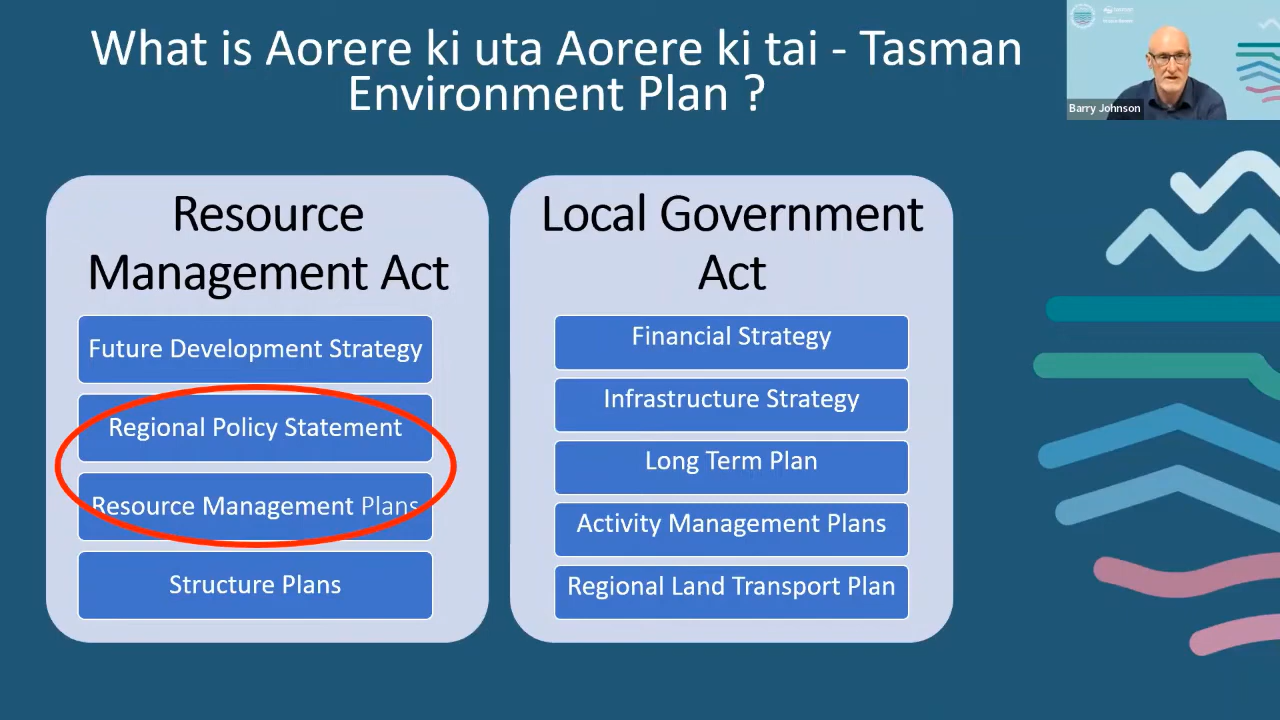 What is Aorere ki uta Aorere ki tai - Tasman
Environment Plan ?
Barry Johnson
Resource
Management Act
Future Development Strategy
Regional Policy Statement
Resource Management Plans
Structure Plans
Local Government
Act
Financial Strategy
Infrastructure Strategy
Long Term Plan
Activity Management Plans
Regional Land Transport Plan